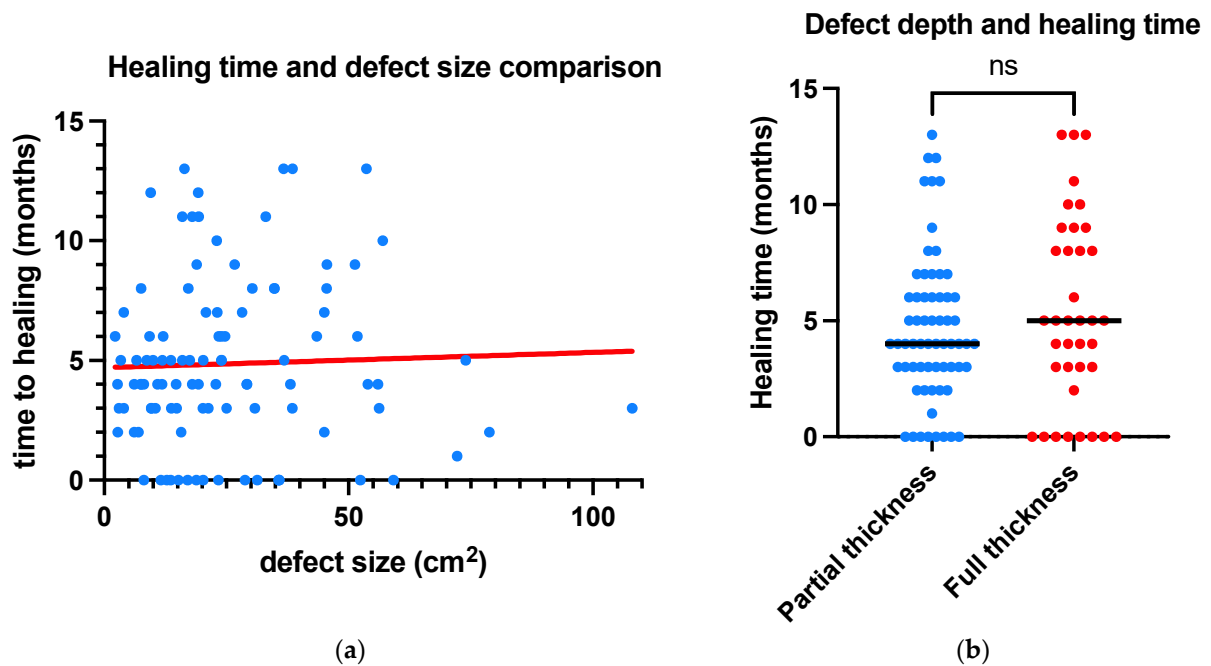 Healing time and defect size comparison
time to healing (months)
15
10
5
0
0
50
100
defect size (cm²)
(a)
Defect depth and healing time
ns
Healing time (months)
15
10
5
0
Partial thickness
Full thickness
(b)